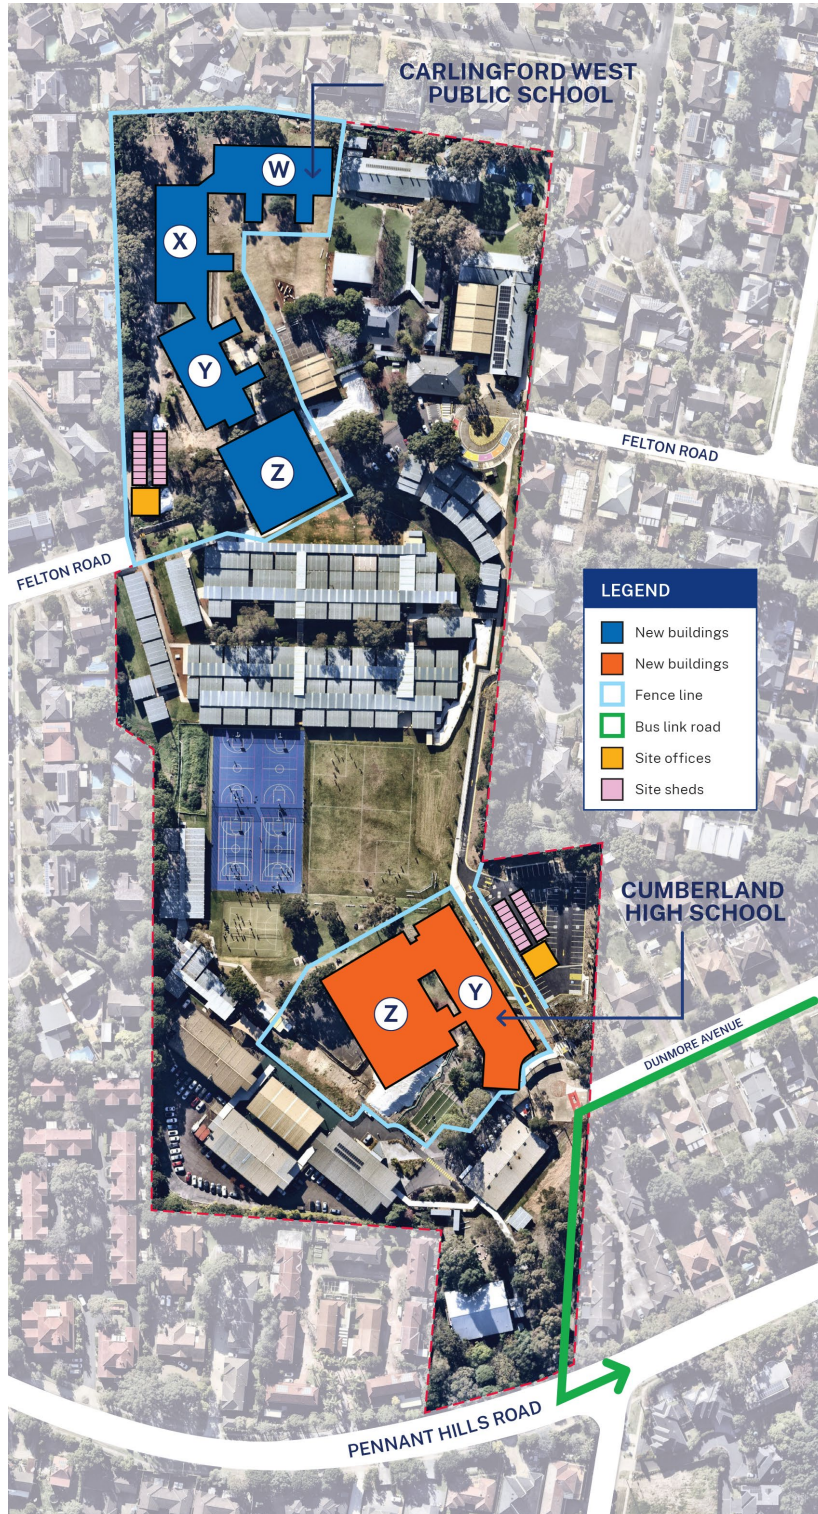 CARLINGFORD WEST
PUBLIC SCHOOL
W
X
Y
Z
FELTON ROAD
FELTON ROAD
LEGEND
New buildings
New buildings
Fence line
Bus link road
Site offices
Site sheds
CUMBERLAND
HIGH SCHOOL
Y
Z
DUNMORE AVENUE
PENNANT HILLS ROAD